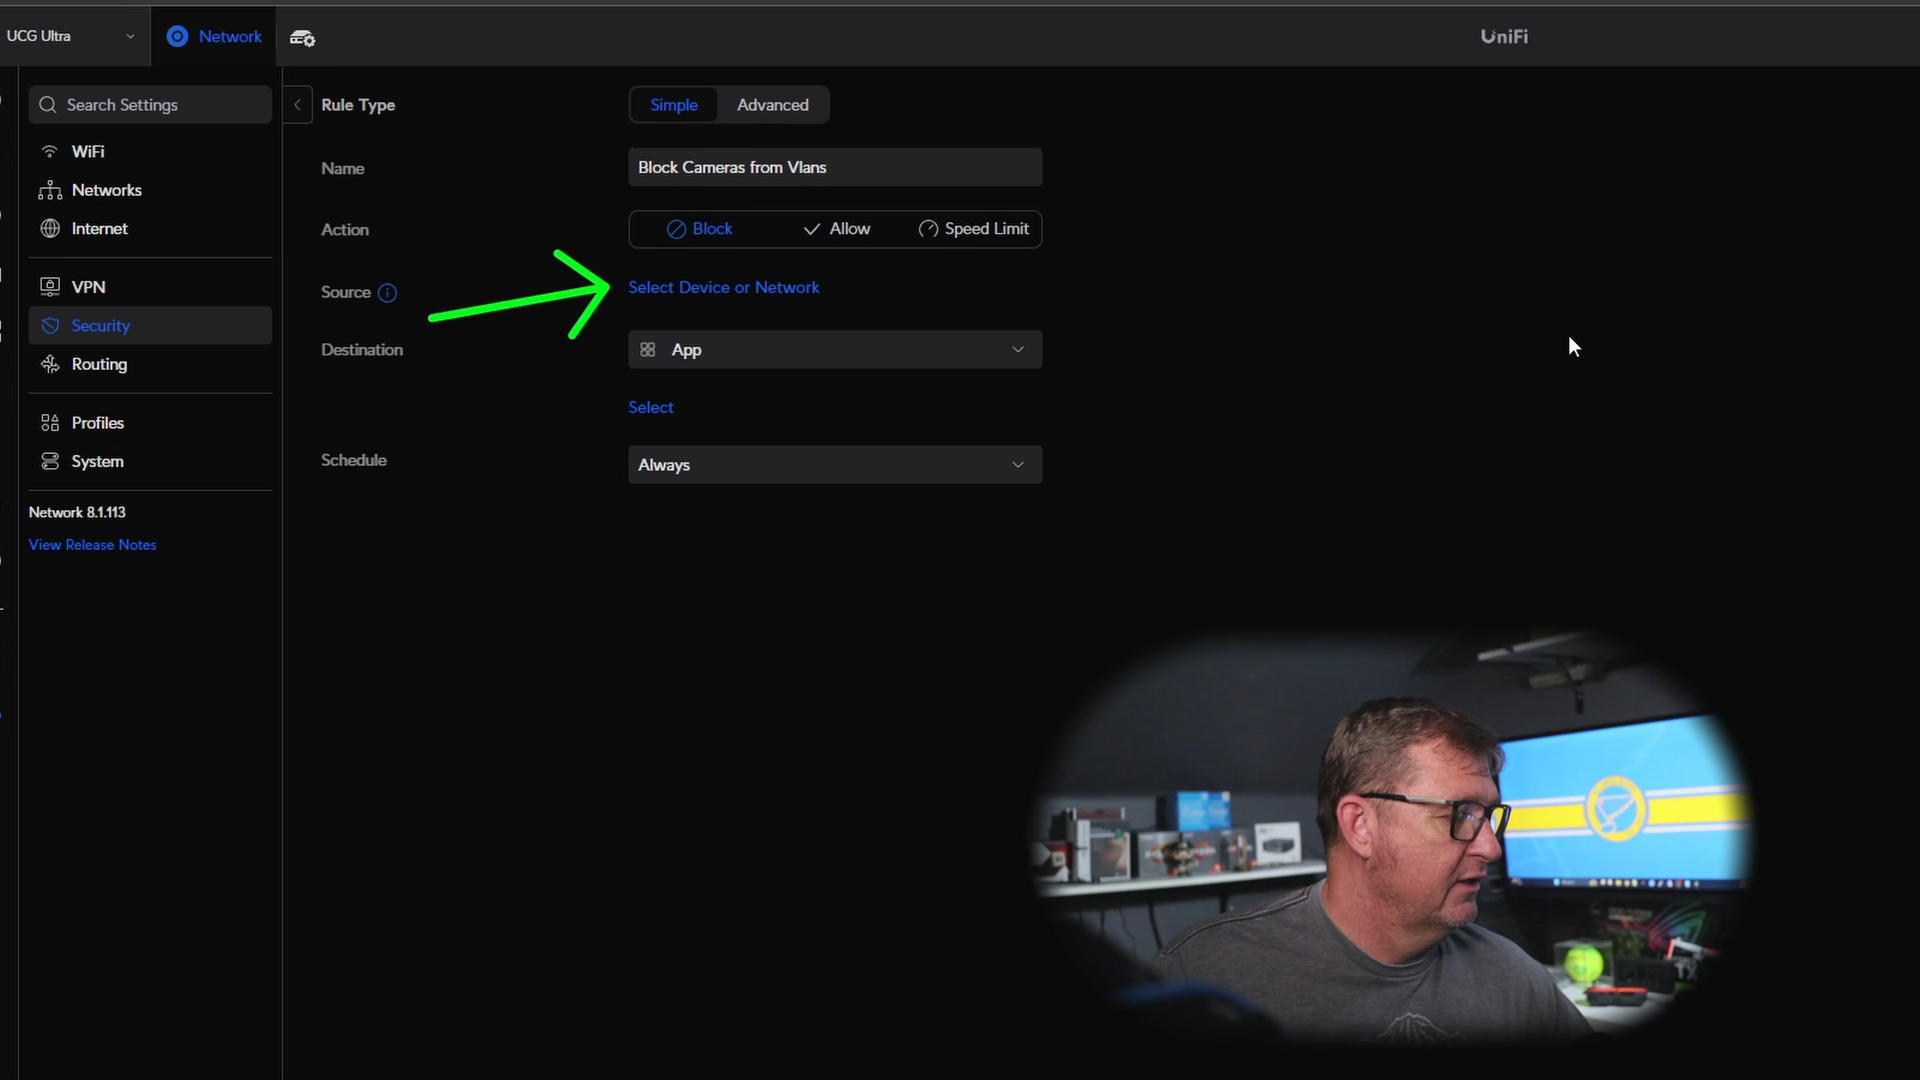 UCG Ultra
Network
UniFi
Search Settings
WiFi
Networks
Internet
VPN
Security
Routing
Profiles
System
Network 8.1.113
View Release Notes
Rule Type
Simple
Advanced
Name
Block Cameras from Vlans
Action
Block
Allow
Speed Limit
Source
Select Device or Network
Destination
App
Select
Schedule
Always